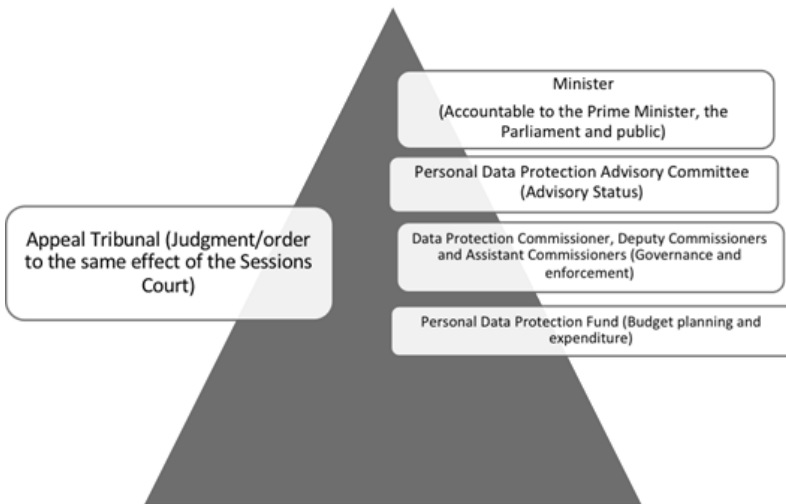 Minister
(Accountable to the Prime Minister, the
Parliament and public)
Personal Data Protection Advisory Committee
(Advisory Status)
Appeal Tribunal (Judgment/order
to the same effect of the Sessions
Court)
Data Protection Commissioner, Deputy Commissioners
and Assistant Commissioners (Governance and
enforcement)
Personal Data Protection Fund (Budget planning and
expenditure)